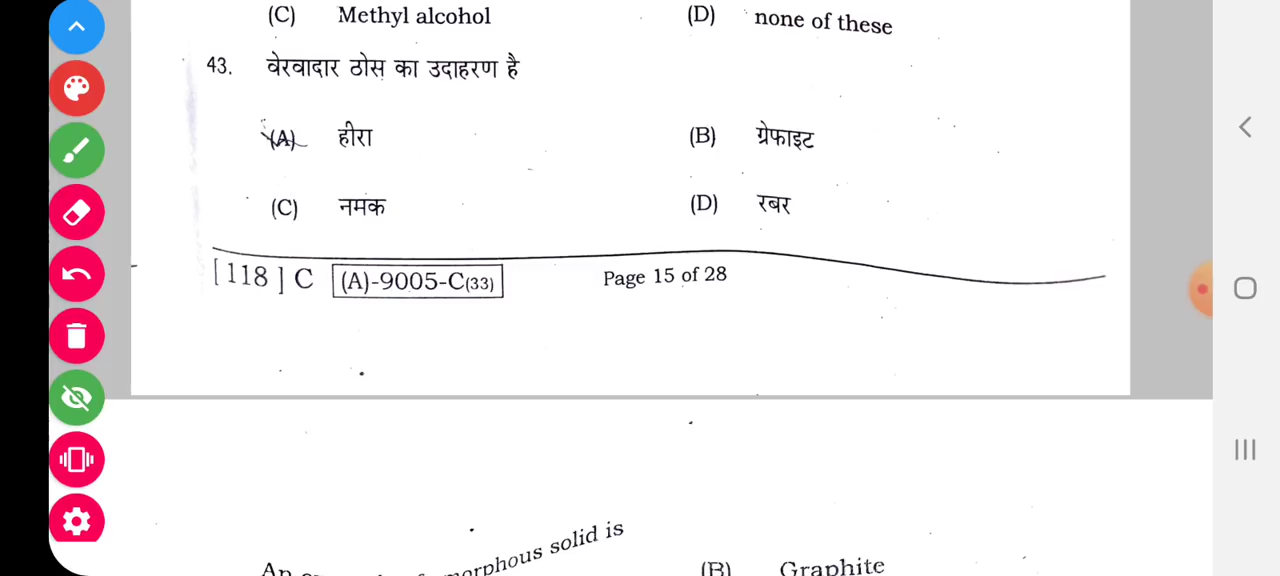 (C) Methyl alcohol (D) none of these
43. वेरवादार ठोस का उदाहरण है
(A) हीरा (B) ग्रेफाइट
(C) नमक (D) रबर
[ 118 ] C (A)-9005-C(33) Page 15 of 28
An solid is
(B) Graphite